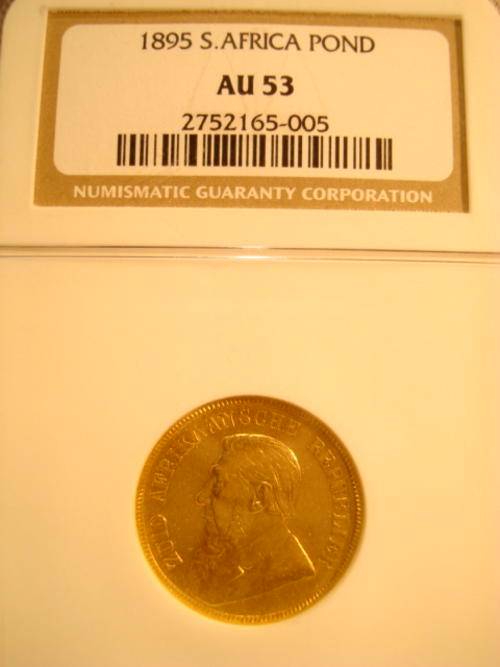 1895 S.AFRICA POND
AU 53
2752165-005
NUMISMATIC GUARANTY CORPORATION
ZUID AFRIKAANSCHE REPUBLIEK